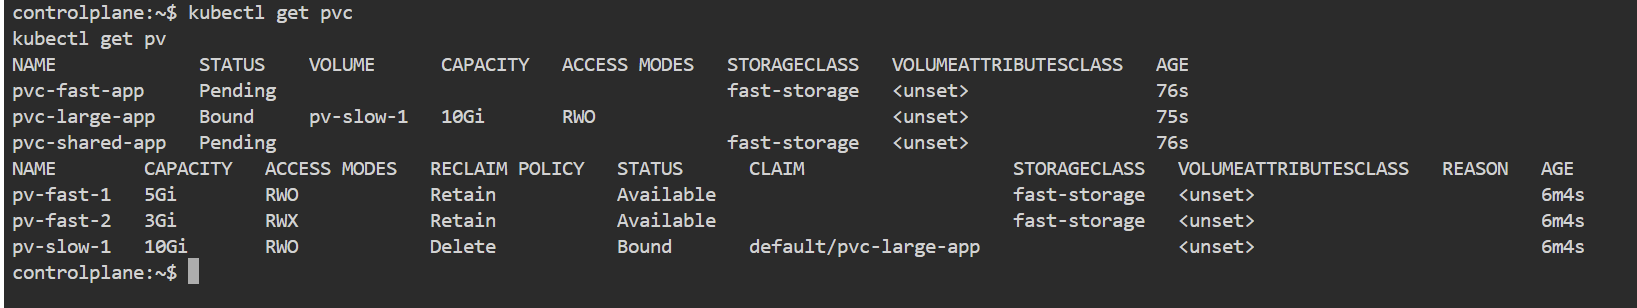 controlplane:~$ kubectl get pvc
kubectl get pv
NAME             STATUS    VOLUME      CAPACITY   ACCESS MODES   STORAGECLASS   VOLUMEATTRIBUTESCLASS   AGE
pvc-fast-app     Pending                                         fast-storage   <unset>                 76s
pvc-large-app    Bound     pv-slow-1   10Gi       RWO                           <unset>                 75s
pvc-shared-app   Pending                                         fast-storage   <unset>                 76s
NAME        CAPACITY   ACCESS MODES   RECLAIM POLICY   STATUS      CLAIM                   STORAGECLASS   VOLUMEATTRIBUTESCLASS   REASON   AGE
pv-fast-1   5Gi        RWO            Retain           Available                           fast-storage   <unset>                          6m4s
pv-fast-2   3Gi        RWX            Retain           Available                           fast-storage   <unset>                          6m4s
pv-slow-1   10Gi       RWO            Delete           Bound       default/pvc-large-app                  <unset>                          6m4s
controlplane:~$